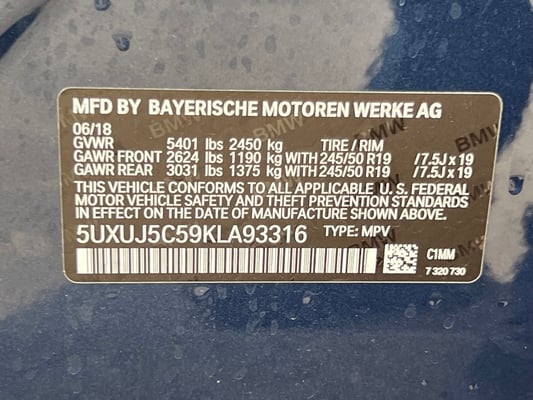 MFD BY BAYERISCHE MOTOREN WERKE AG
06/18
GVWR 5401 lbs 2450 kg TIRE / RIM
GAWR FRONT 2624 lbs 1190 kg WITH 245/50 R19 /7.5J x 19
GAWR REAR 3031 lbs 1375 kg WITH 245/50 R19 /7.5J x 19
THIS VEHICLE CONFORMS TO ALL APPLICABLE U. S. FEDERAL
MOTOR VEHICLE SAFETY AND THEFT PREVENTION STANDARDS
IN EFFECT ON THE DATE OF MANUFACTURE SHOWN ABOVE.
5UXUJ5C59KLA93316 TYPE: MPV
C1MM
7 320 730